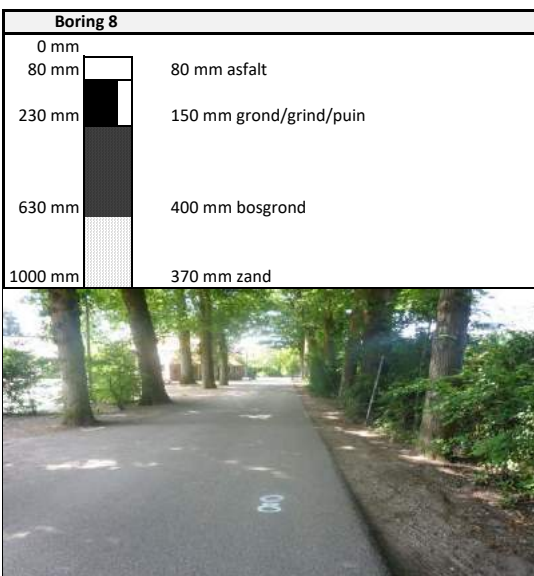 Boring 8
0 mm
80 mm 80 mm asfalt
230 mm 150 mm grond/grind/puin
630 mm 400 mm bosgrond
1000 mm 370 mm zand
8